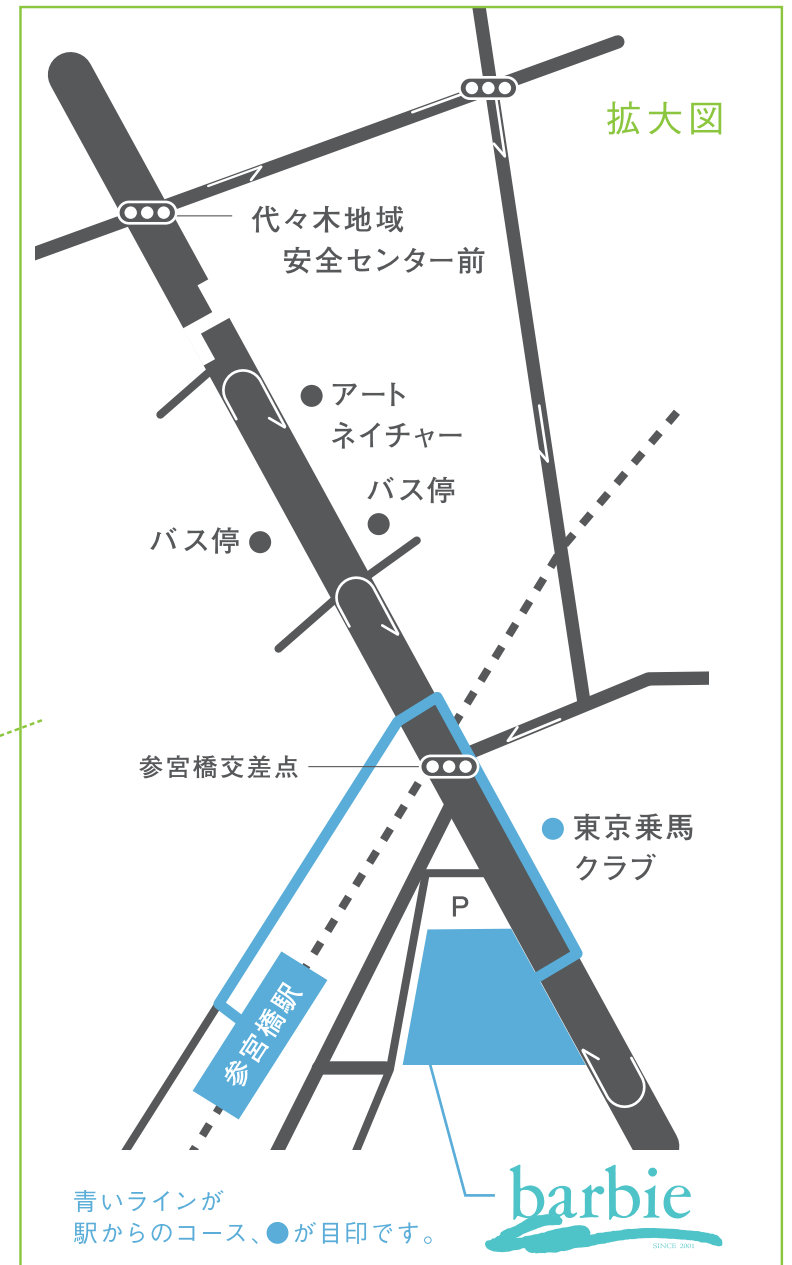 拡大図
代々木地域
安全センター前
アート
ネイチャー
バス停
バス停
参宮橋交差点
東京乗馬
クラブ
P
参宮橋駅
青いラインが
駅からのコース、●が目印です。
barbie
SINCE 2001